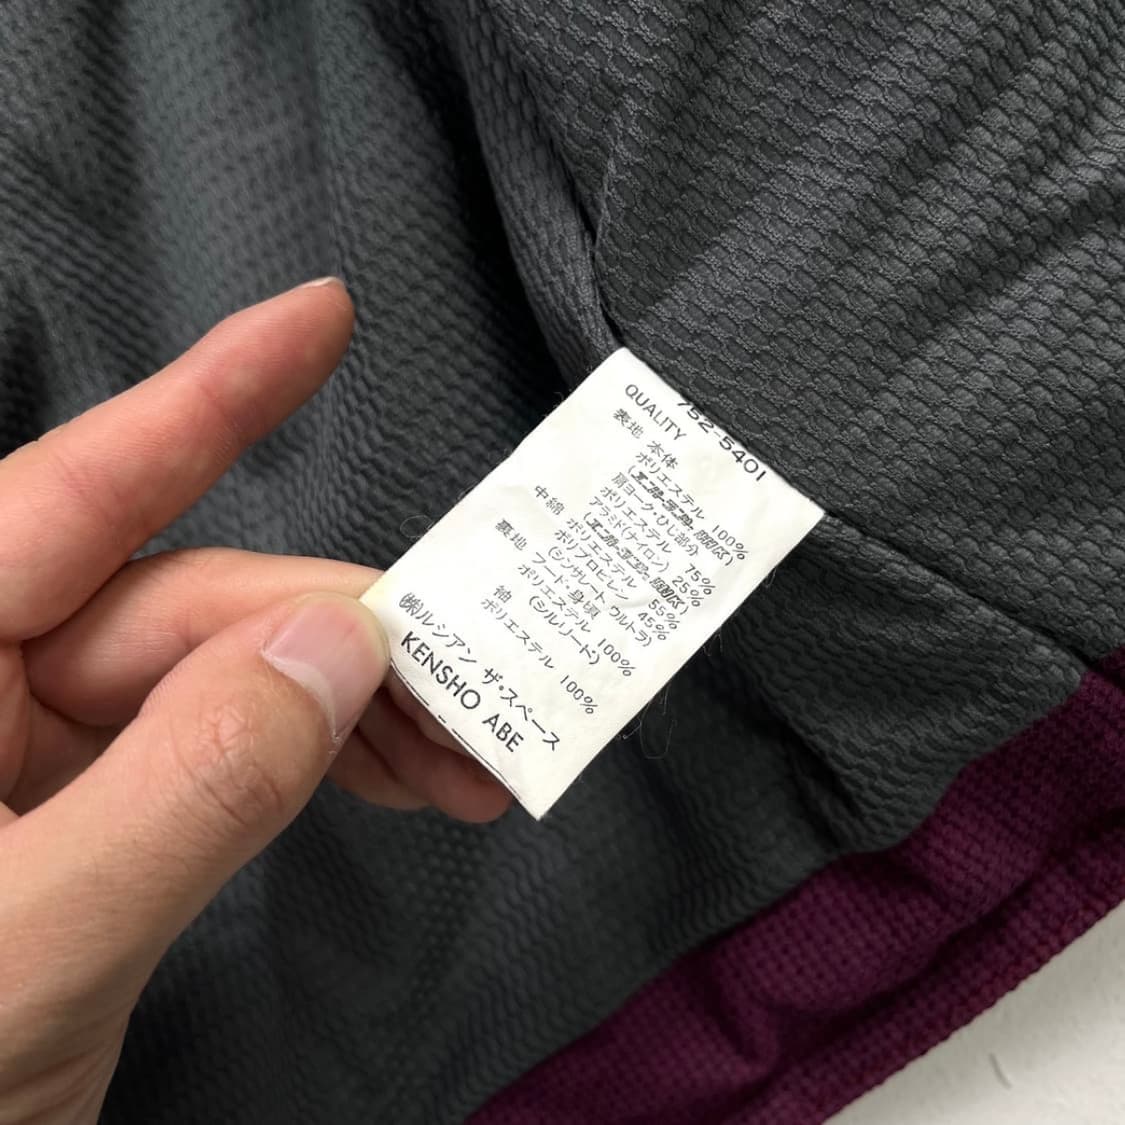 752-5401
QUALITY
表地 本体
ポリエステル 100%
肩ヨーク・ひじ部分
ポリエステル 75%
アラミド(ナイロン) 25%
中綿 ポリエステル 55%
ポリプロピレン 45%
(シンサレート ウルトラ)
裏地 フード・身頃
ポリエステル 100%
(シルリード)
袖
ポリエステル 100%
㈱ルシアン ザ・スペース
KENSHO ABE